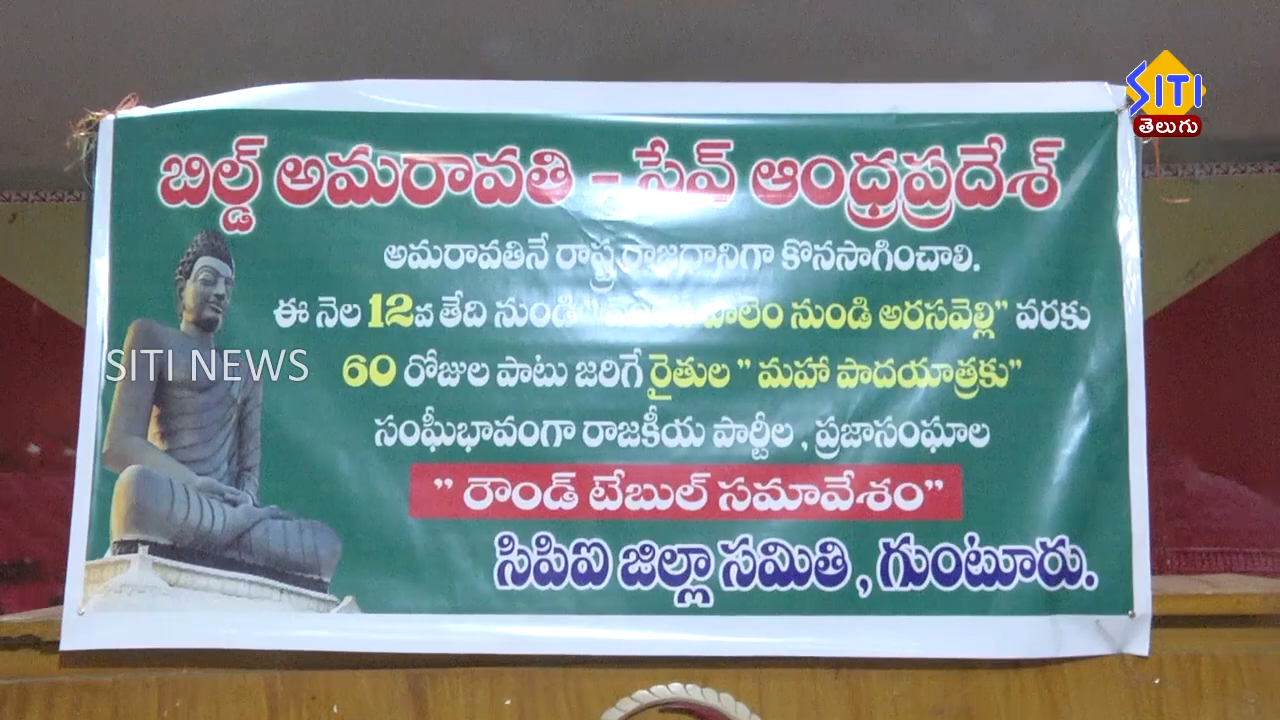 SITI
తెలుగు
బిల్డ్ అమరావతి - సేవ్ ఆంధ్రప్రదేశ్
అమరావతినే రాష్ట్ర రాజధానిగా కొనసాగించాలి.
ఈ నెల 12వ తేది నుండి " నుండి అరసవెల్లి" వరకు
60 రోజుల పాటు జరిగే రైతుల " మహా పాదయాత్రకు"
సంఘీభావంగా రాజకీయ పార్టీల , ప్రజాసంఘాల
" రౌండ్ టేబుల్ సమావేశం"
సిపిఐ జిల్లా సమితి , గుంటూరు.
SITI NEWS